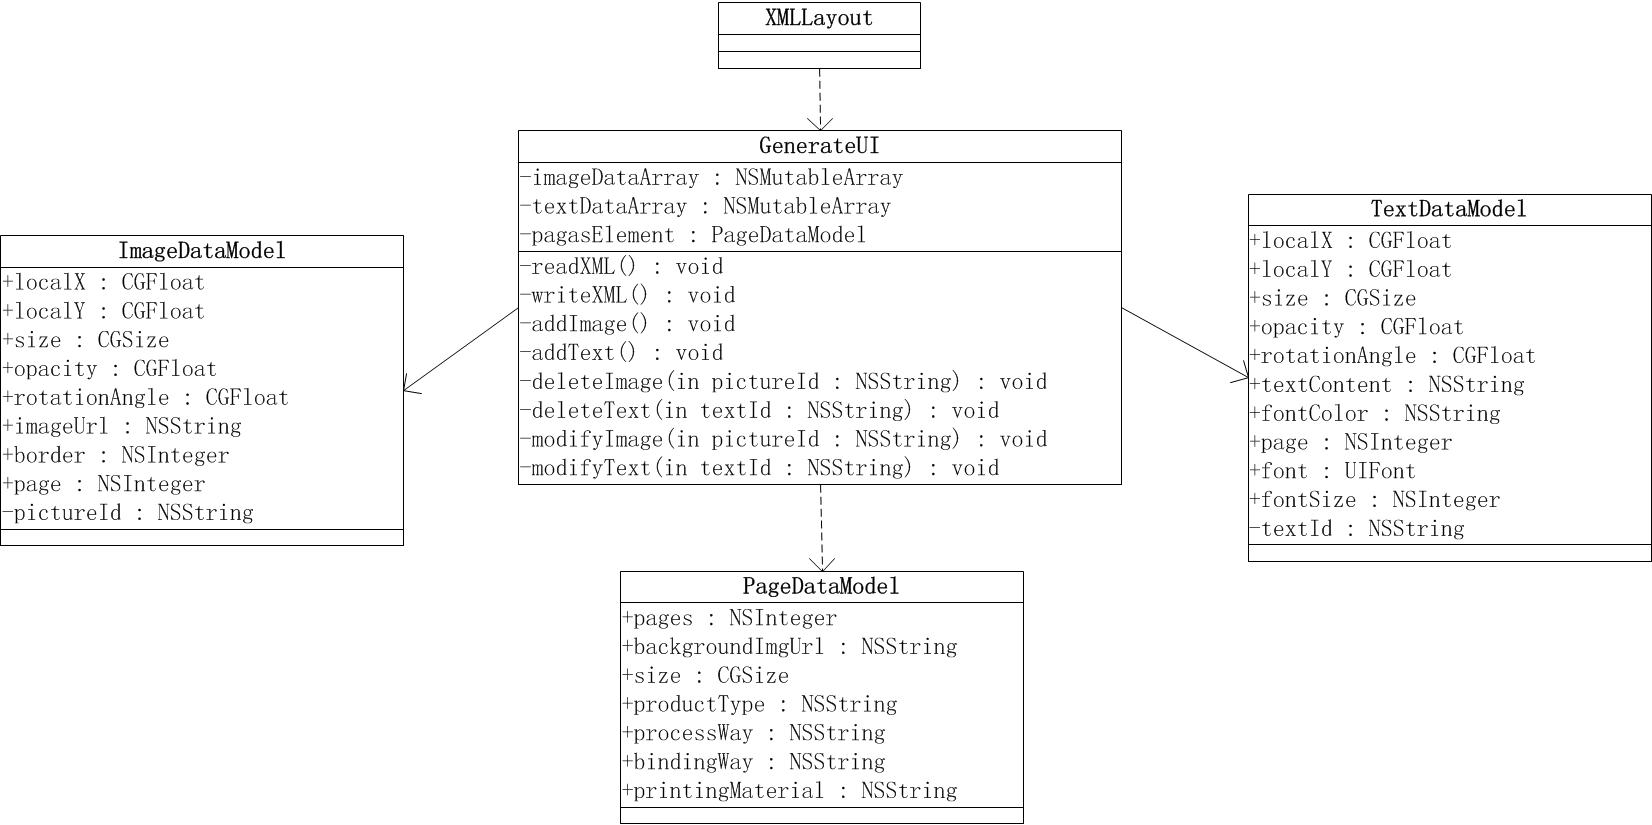 XMLLayout
GenerateUI
-imageDataArray : NSMutableArray
-textDataArray : NSMutableArray
-pagasElement : PageDataModel
-readXML() : void
-writeXML() : void
-addImage() : void
-addText() : void
-deleteImage(in pictureId : NSString) : void
-deleteText(in textId : NSString) : void
-modifyImage(in pictureId : NSString) : void
-modifyText(in textId : NSString) : void
ImageDataModel
+localX : CGFloat
+localY : CGFloat
+size : CGSize
+opacity : CGFloat
+rotationAngle : CGFloat
+imageUrl : NSString
+border : NSInteger
+page : NSInteger
-pictureId : NSString
TextDataModel
+localX : CGFloat
+localY : CGFloat
+size : CGSize
+opacity : CGFloat
+rotationAngle : CGFloat
+textContent : NSString
+fontColor : NSString
+page : NSInteger
+font : UIFont
+fontSize : NSInteger
-textId : NSString
PageDataModel
+pages : NSInteger
+backgroundImgUrl : NSString
+size : CGSize
+productType : NSString
+processWay : NSString
+bindingWay : NSString
+printingMaterial : NSString